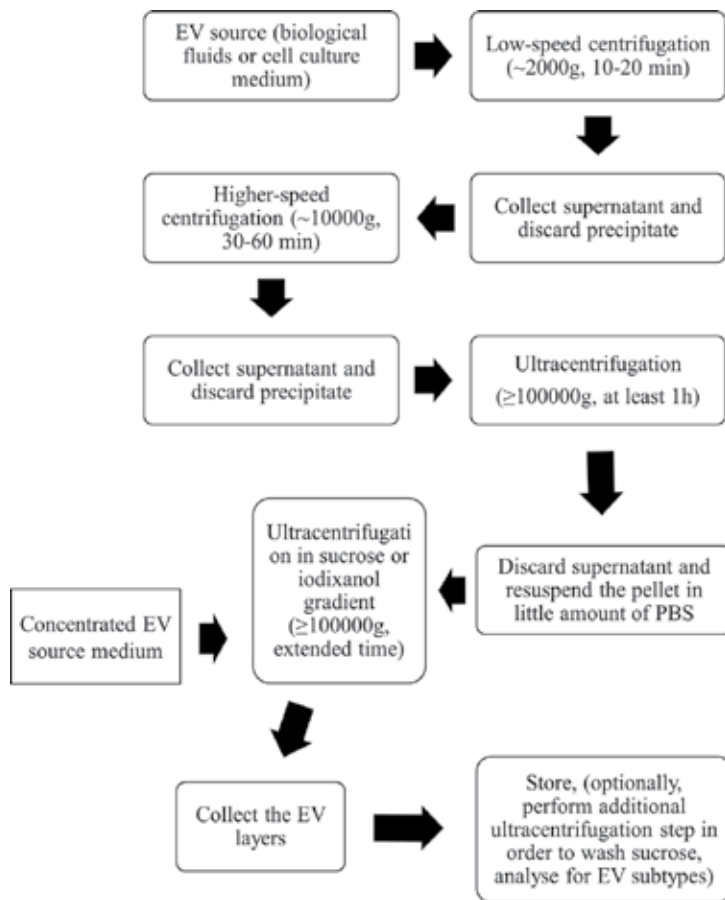 EV source (biological
fluids or cell culture
medium)
Low-speed centrifugation
(~2000g, 10-20 min)
Collect supernatant and
discard precipitate
Higher-speed
centrifugation (~10000g,
30-60 min)
Collect supernatant and
discard precipitate
Ultracentrifugation
(≥100000g, at least 1h)
Discard supernatant and
resuspend the pellet in
little amount of PBS
Ultracentrifugati
on in sucrose or
iodixanol
gradient
(≥100000g,
extended time)
Concentrated EV
source medium
Collect the EV
layers
Store, (optionally,
perform additional
ultracentrifugation step in
order to wash sucrose,
analyse for EV subtypes)